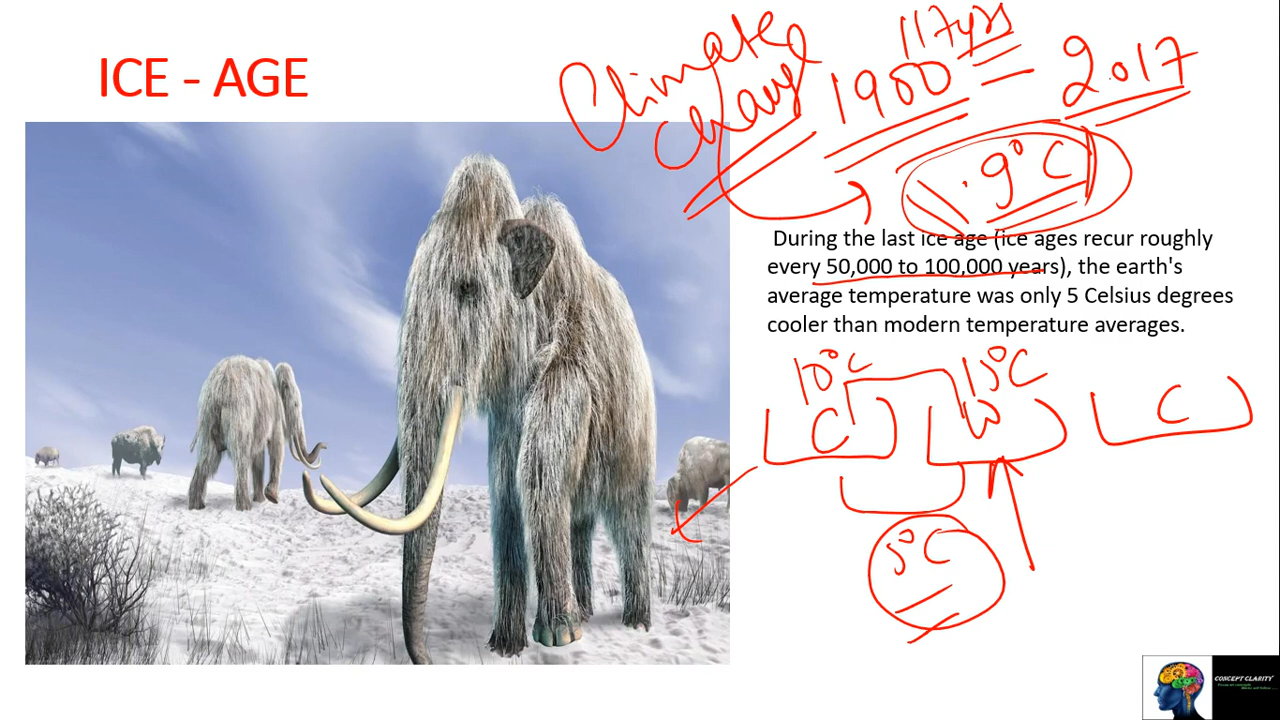 ICE - AGE
Climate
117yrs
1900 = 2017
1.9°C
During the last ice age (ice ages recur roughly
every 50,000 to 100,000 years), the earth's
average temperature was only 5 Celsius degrees
cooler than modern temperature averages.
10°C 15°C
C W C
5°C
CONCEPT CLARITY